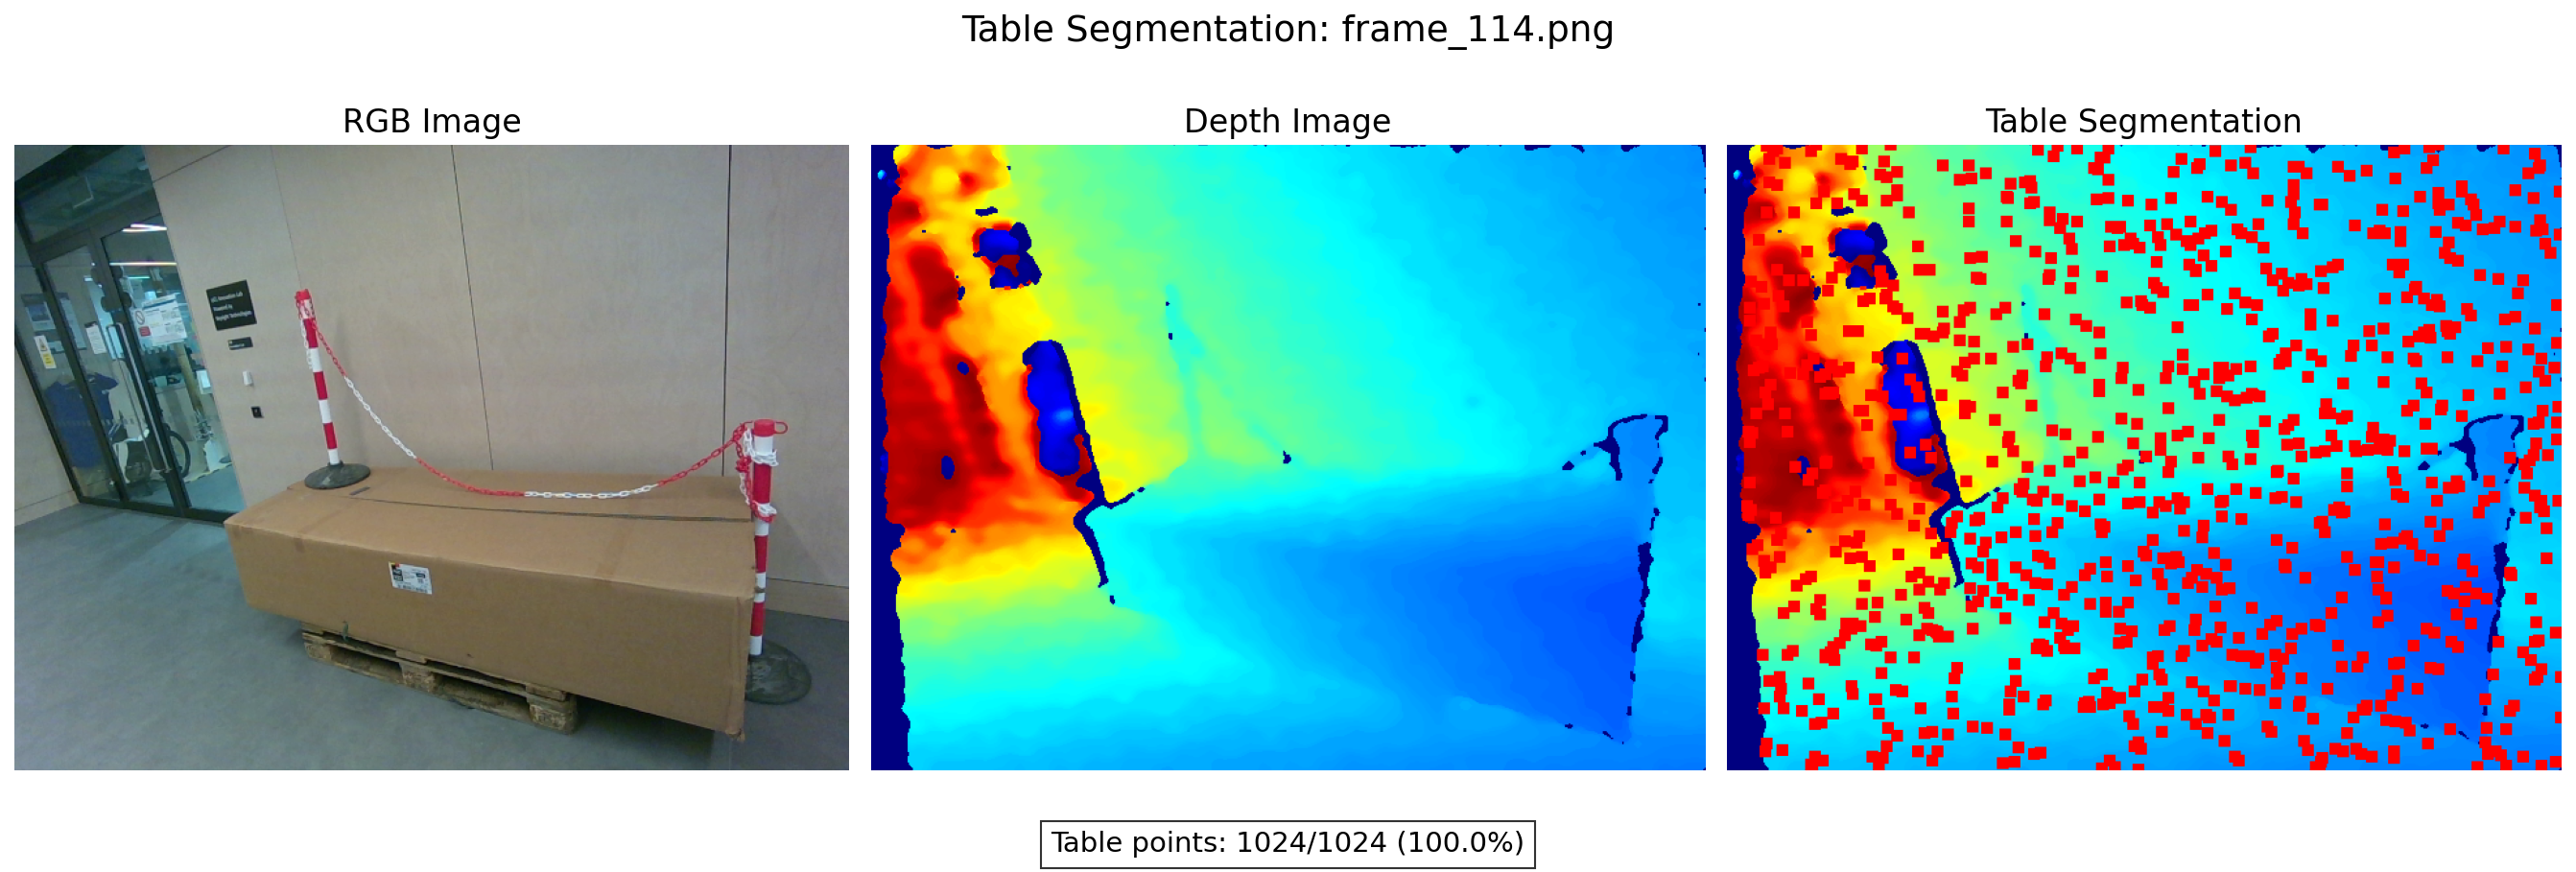 Table Segmentation: frame_114.png
RGB Image
Depth Image
Table Segmentation
Table points: 1024/1024 (100.0%)